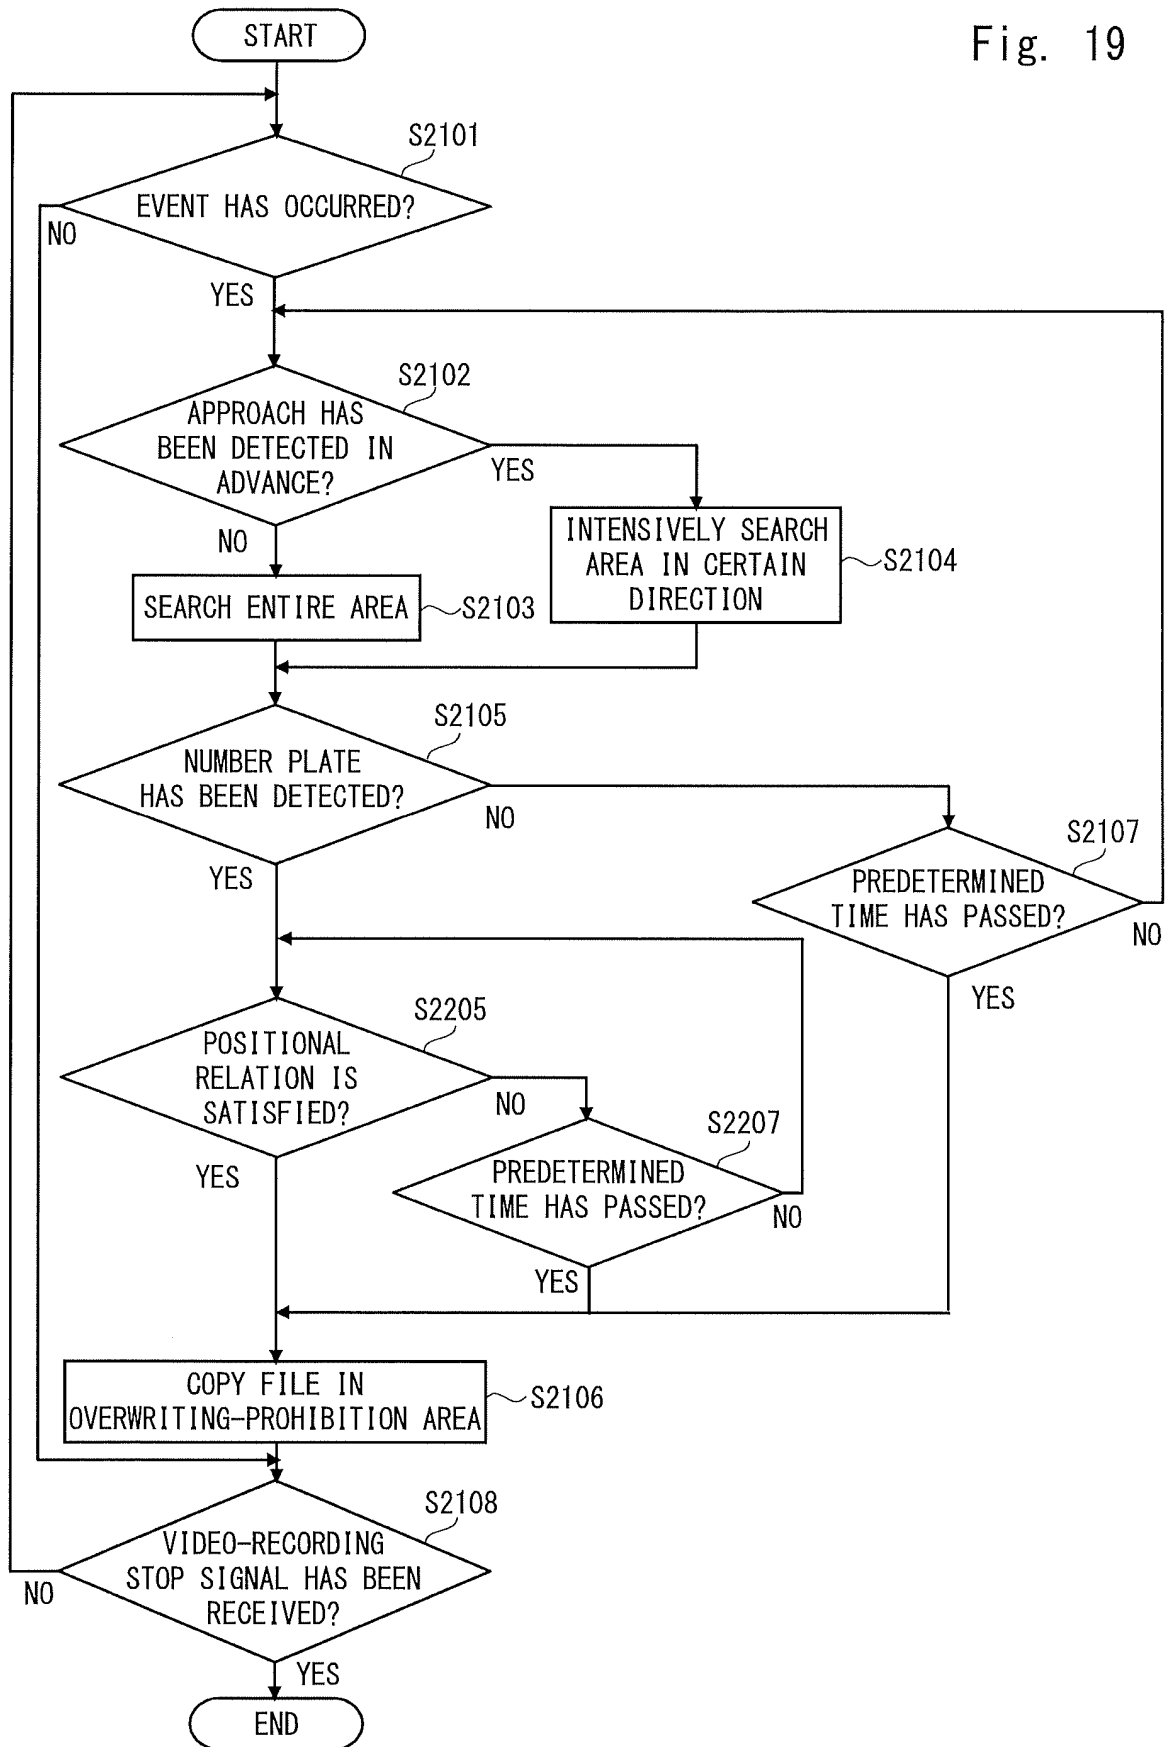 START
Fig. 19
S2101
EVENT HAS OCCURRED?
NO
YES
S2102
APPROACH HAS
BEEN DETECTED IN
ADVANCE?
YES
NO
INTENSIVELY SEARCH
AREA IN CERTAIN
DIRECTION
S2104
SEARCH ENTIRE AREA
S2103
S2105
NUMBER PLATE
HAS BEEN DETECTED?
NO
YES
S2107
PREDETERMINED
TIME HAS PASSED?
NO
YES
S2205
POSITIONAL
RELATION IS
SATISFIED?
NO
YES
S2207
PREDETERMINED
TIME HAS PASSED?
NO
YES
COPY FILE IN
OVERWRITING-PROHIBITION AREA
S2106
S2108
VIDEO-RECORDING
STOP SIGNAL HAS BEEN
RECEIVED?
NO
YES
END